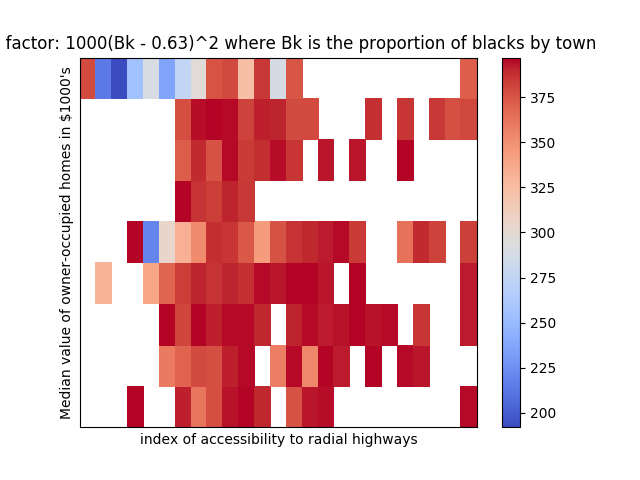 factor: 1000(Bk - 0.63)^2 where Bk is the proportion of blacks by town
Median value of owner-occupied homes in $1000's
index of accessibility to radial highways
375
350
325
300
275
250
225
200